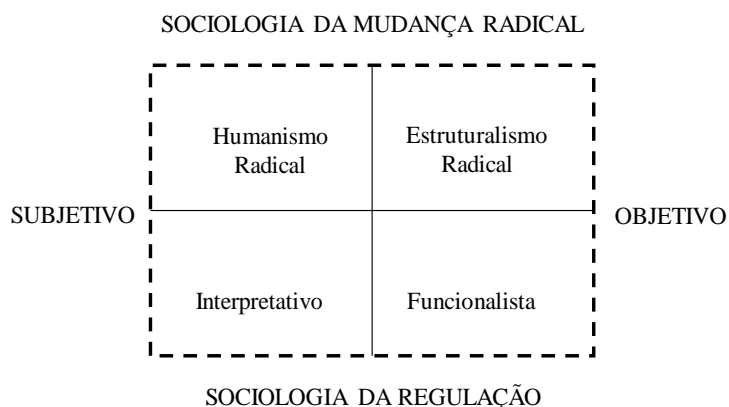 SOCIOLOGIA DA MUDANÇA RADICAL
Humanismo
Radical
Estruturalismo
Radical
SUBJETIVO
OBJETIVO
Interpretativo
Funcionalista
SOCIOLOGIA DA REGULAÇÃO